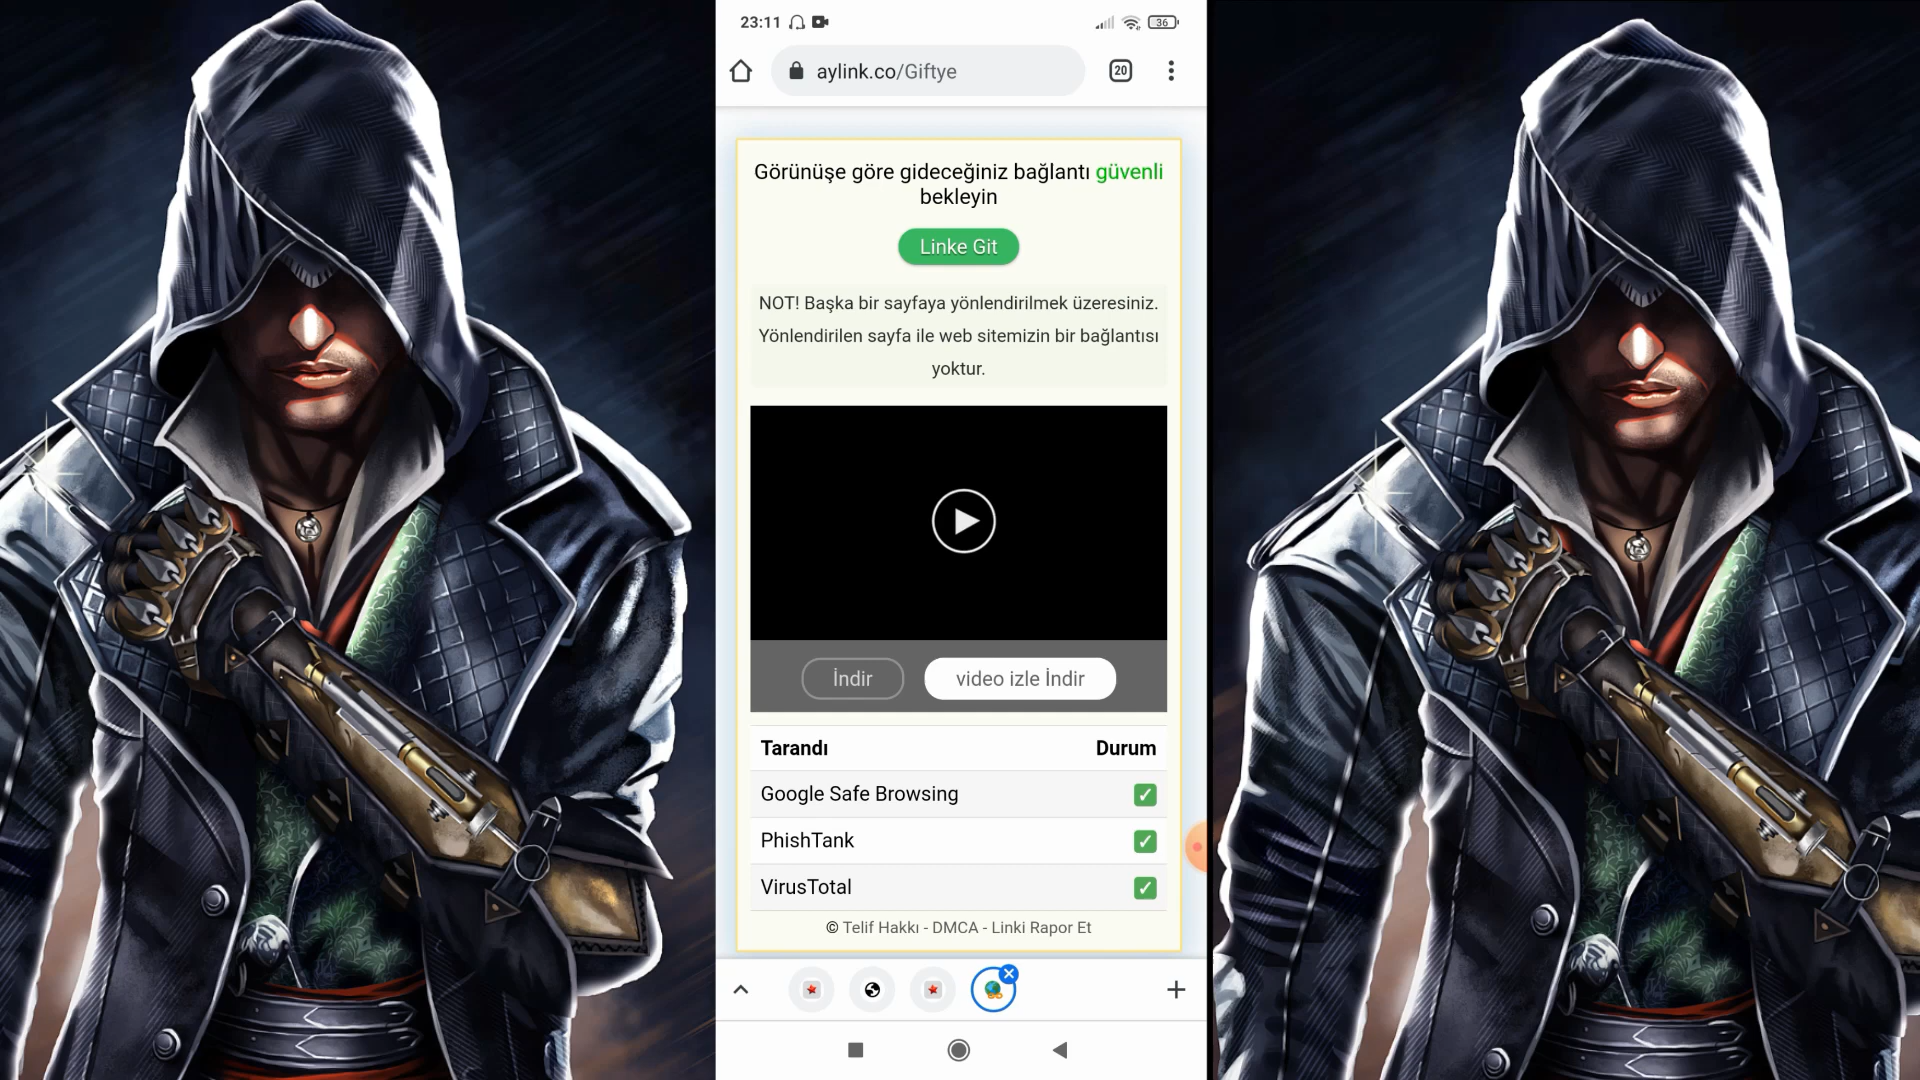 23:11
36
aylink.co/Giftye
20
Görünüşe göre gideceğiniz bağlantı güvenli
bekleyin
Linke Git
NOT! Başka bir sayfaya yönlendirilmek üzeresiniz.
Yönlendirilen sayfa ile web sitemizin bir bağlantısı
yoktur.
İndir
video izle İndir
Tarandı Durum
Google Safe Browsing
PhishTank
VirusTotal
© Telif Hakkı - DMCA - Linki Rapor Et